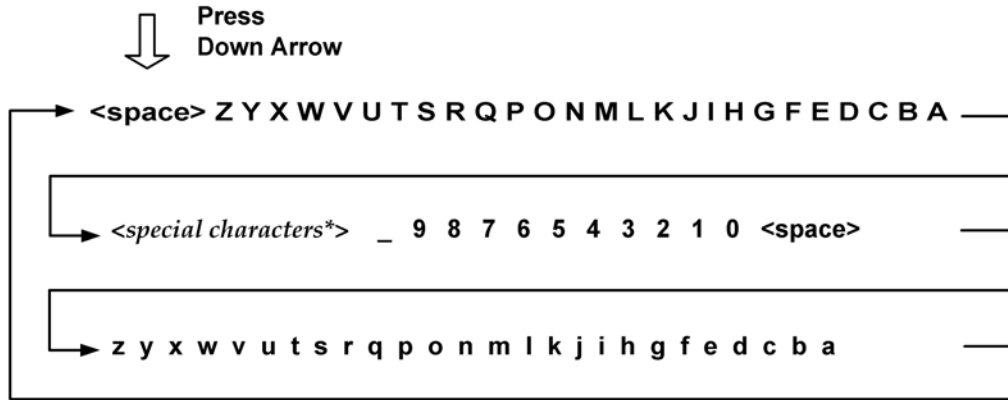 Press
Down Arrow
<space> Z Y X W V U T S R Q P O N M L K J I H G F E D C B A
<special characters*> _ 9 8 7 6 5 4 3 2 1 0 <space>
z y x w v u t s r q p o n m l k j i h g f e d c b a